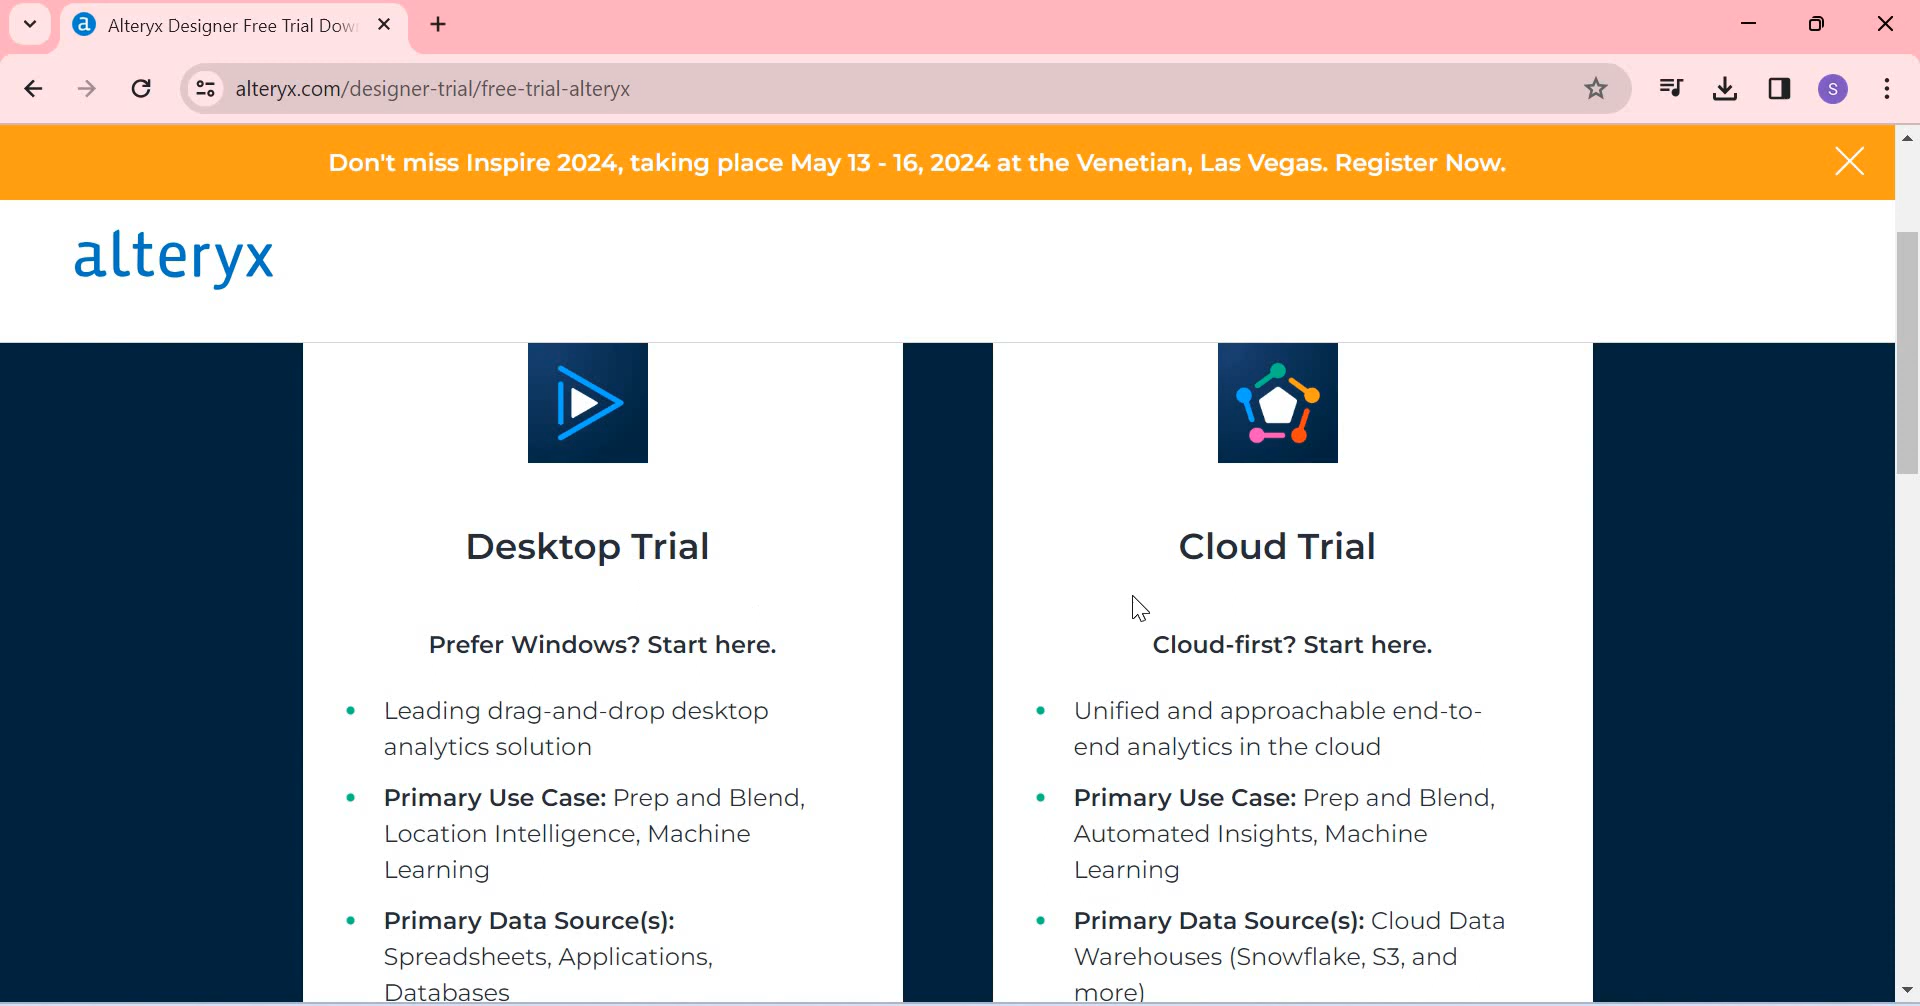 Alteryx Designer Free Trial Dow
alteryx.com/designer-trial/free-trial-alteryx
S
Don't miss Inspire 2024, taking place May 13 - 16, 2024 at the Venetian, Las Vegas. Register Now.
alteryx
Desktop Trial
Prefer Windows? Start here.
Leading drag-and-drop desktop
analytics solution
Primary Use Case: Prep and Blend,
Location Intelligence, Machine
Learning
Primary Data Source(s):
Spreadsheets, Applications,
Databases
Cloud Trial
Cloud-first? Start here.
Unified and approachable end-to-
end analytics in the cloud
Primary Use Case: Prep and Blend,
Automated Insights, Machine
Learning
Primary Data Source(s): Cloud Data
Warehouses (Snowflake, S3, and
more)